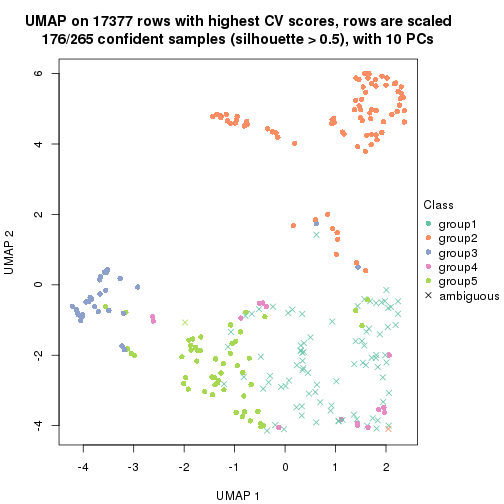 UMAP on 17377 rows with highest CV scores, rows are scaled
176/265 confident samples (silhouette > 0.5), with 10 PCs
6
4
2
0
-2
-4
UMAP 2
-4
-3
-2
-1
0
1
2
UMAP 1
Class
group1
group2
group3
group4
group5
ambiguous